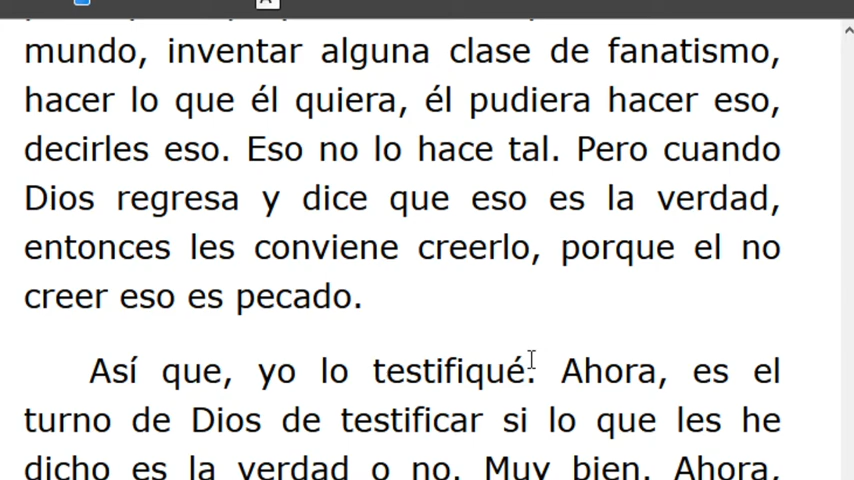 mundo, inventar alguna clase de fanatismo,
hacer lo que él quiera, él pudiera hacer eso,
decirles eso. Eso no lo hace tal. Pero cuando
Dios regresa y dice que eso es la verdad,
entonces les conviene creerlo, porque el no
creer eso es pecado.
Así que, yo lo testifiqué. Ahora, es el
turno de Dios de testificar si lo que les he
dicho es la verdad o no. Muy bien. Ahora,